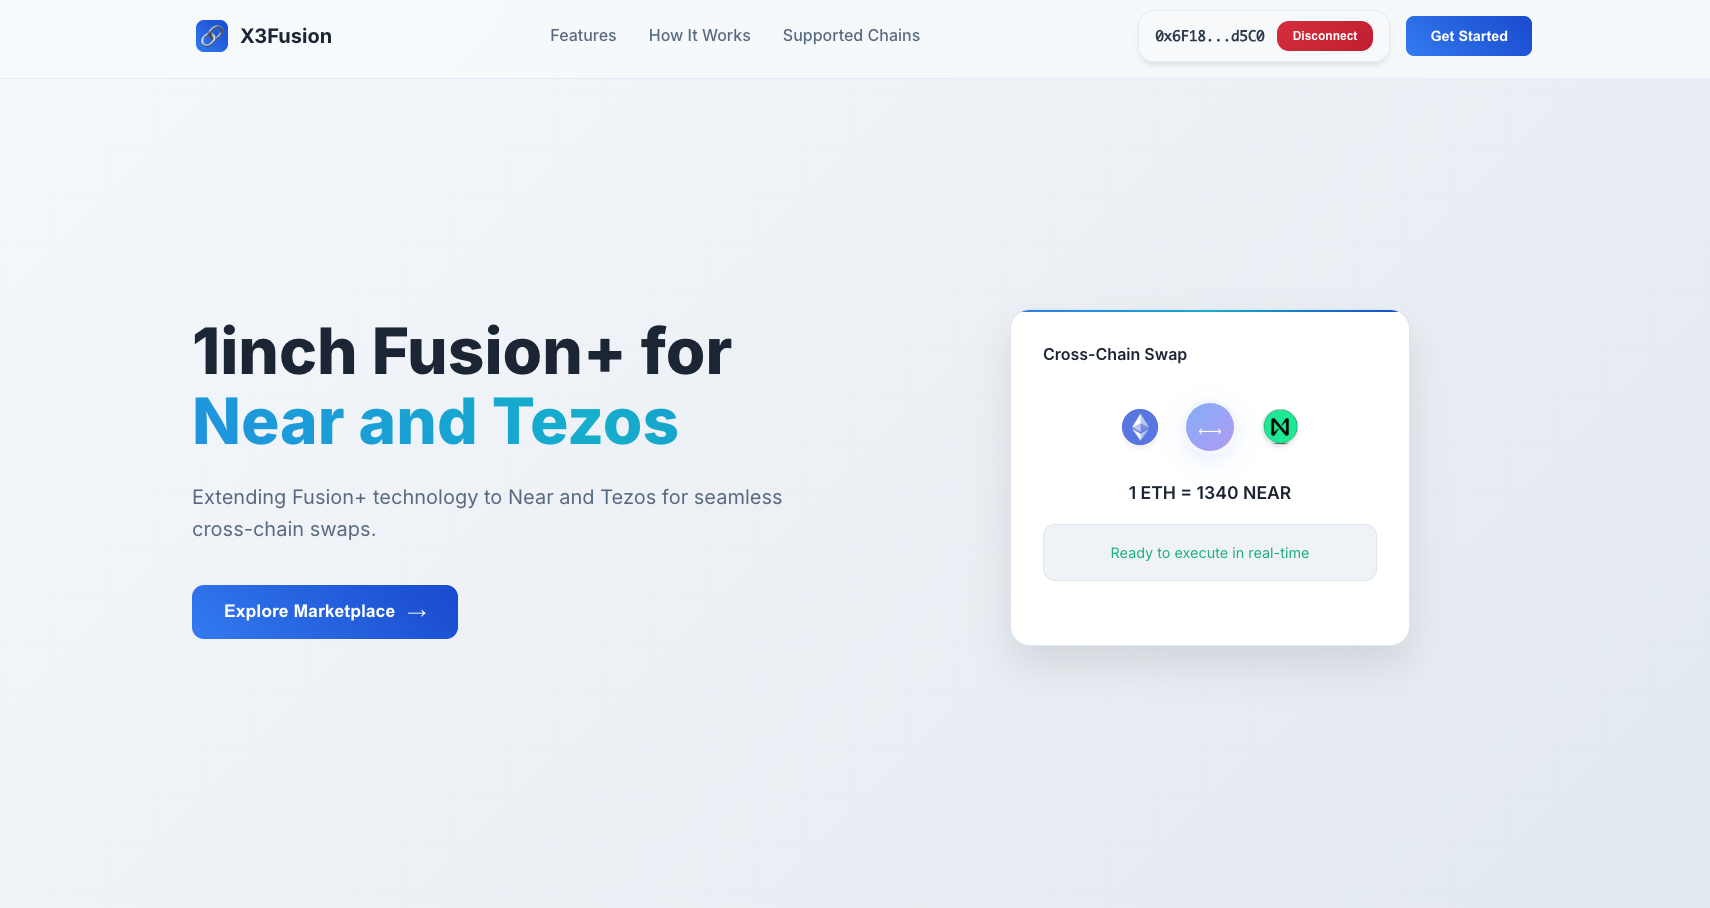 X3Fusion
Features
How It Works
Supported Chains
0x6F18...d5C0
Disconnect
Get Started
1inch Fusion+ for
Near and Tezos
Extending Fusion+ technology to Near and Tezos for seamless
cross-chain swaps.
Explore Marketplace →
Cross-Chain Swap
1 ETH = 1340 NEAR
Ready to execute in real-time